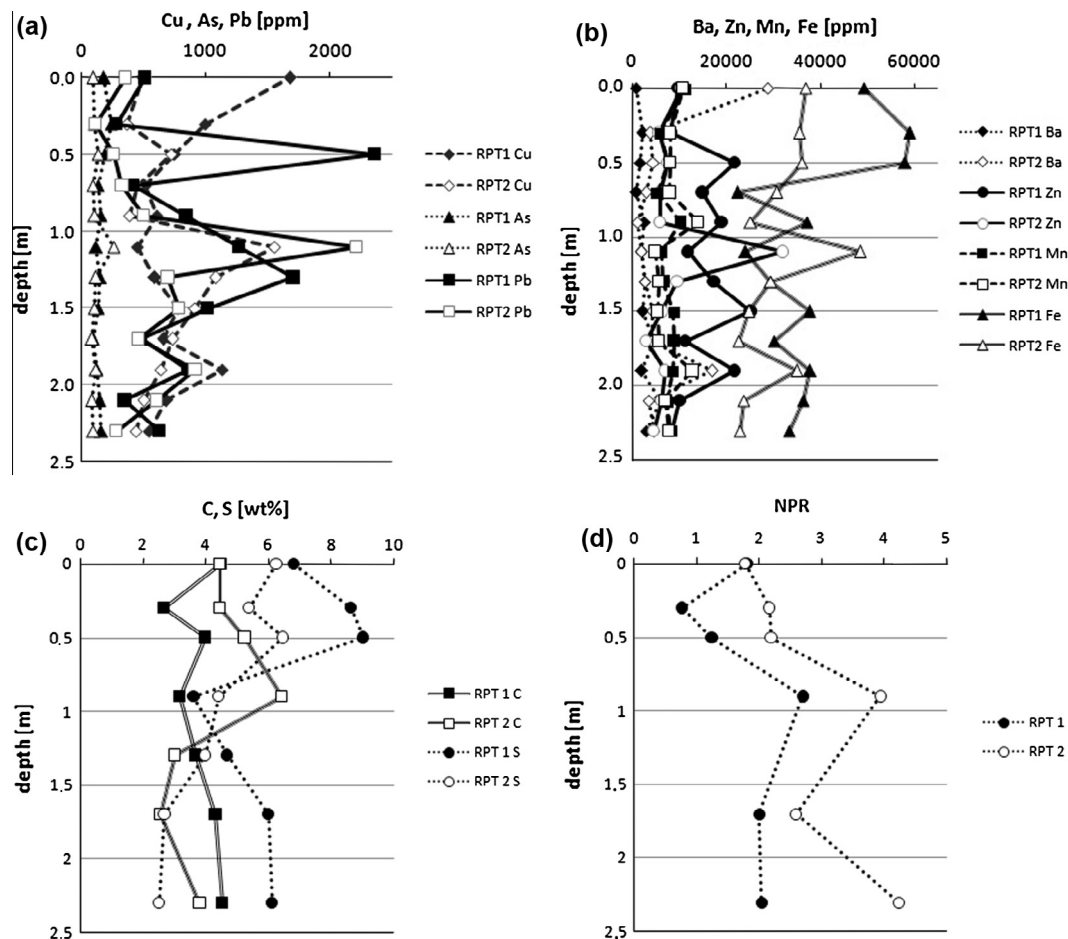 (a)
Cu , As, Pb [ppm]
0 1000 2000
0.0
0.5
1.0
1.5
2.0
2.5
depth [m]
RPT1 Cu
RPT2 Cu
RPT1 As
RPT2 As
RPT1 Pb
RPT2 Pb
(b)
Ba, Zn, Mn, Fe [ppm]
0 20000 40000 60000
0.0
0.5
1.0
1.5
2.0
2.5
depth [m]
RPT1 Ba
RPT2 Ba
RPT1 Zn
RPT2 Zn
RPT1 Mn
RPT2 Mn
RPT1 Fe
RPT2 Fe
(c)
C, S [wt%]
0 2 4 6 8 10
0
0.5
1
1.5
2
2.5
depth [m]
RPT 1 C
RPT 2 C
RPT 1 S
RPT 2 S
(d)
NPR
0 1 2 3 4 5
0
0.5
1
1.5
2
2,5
depth [m]
RPT 1
RPT 2